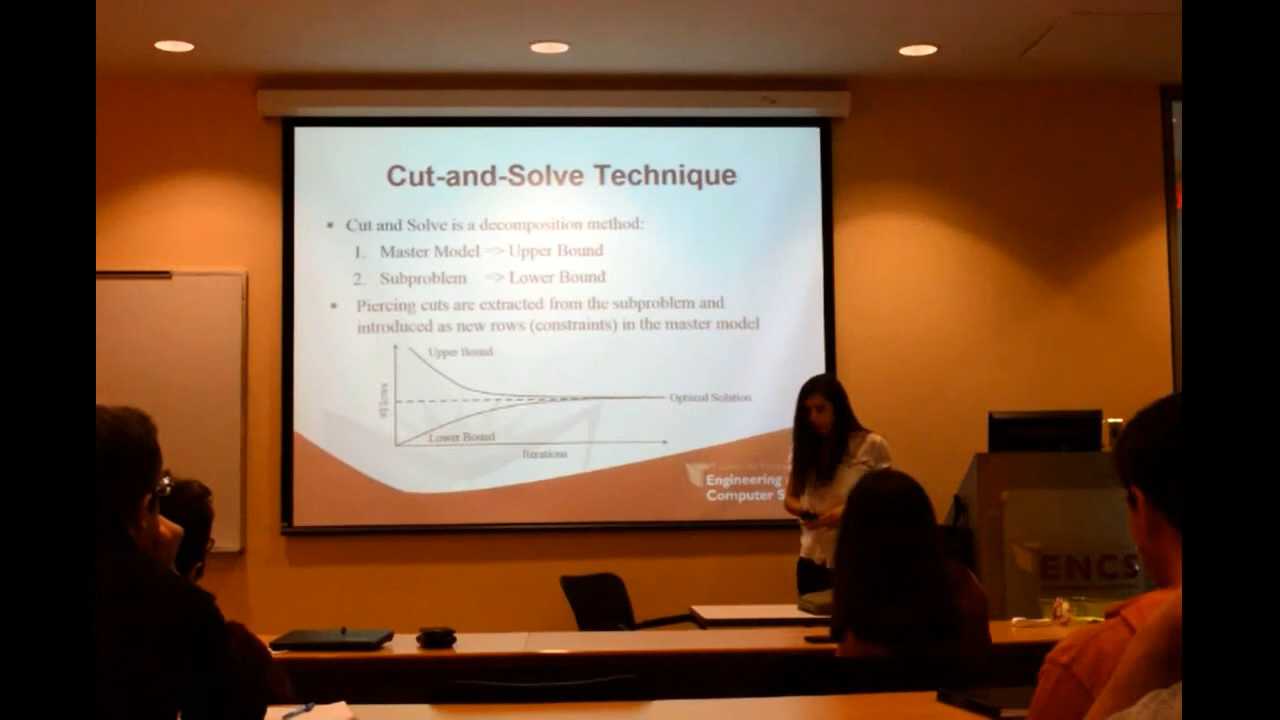 Cut-and-Solve Technique
• Cut and Solve is a decomposition method:
1. Master Model => Upper Bound
2. Subproblem => Lower Bound
• Piercing cuts are extracted from the subproblem and
introduced as new rows (constraints) in the master model
Upper Bound
#Flows
Optimal Solution
Lower Bound
Iterations
Engineering
Computer S
ENCS